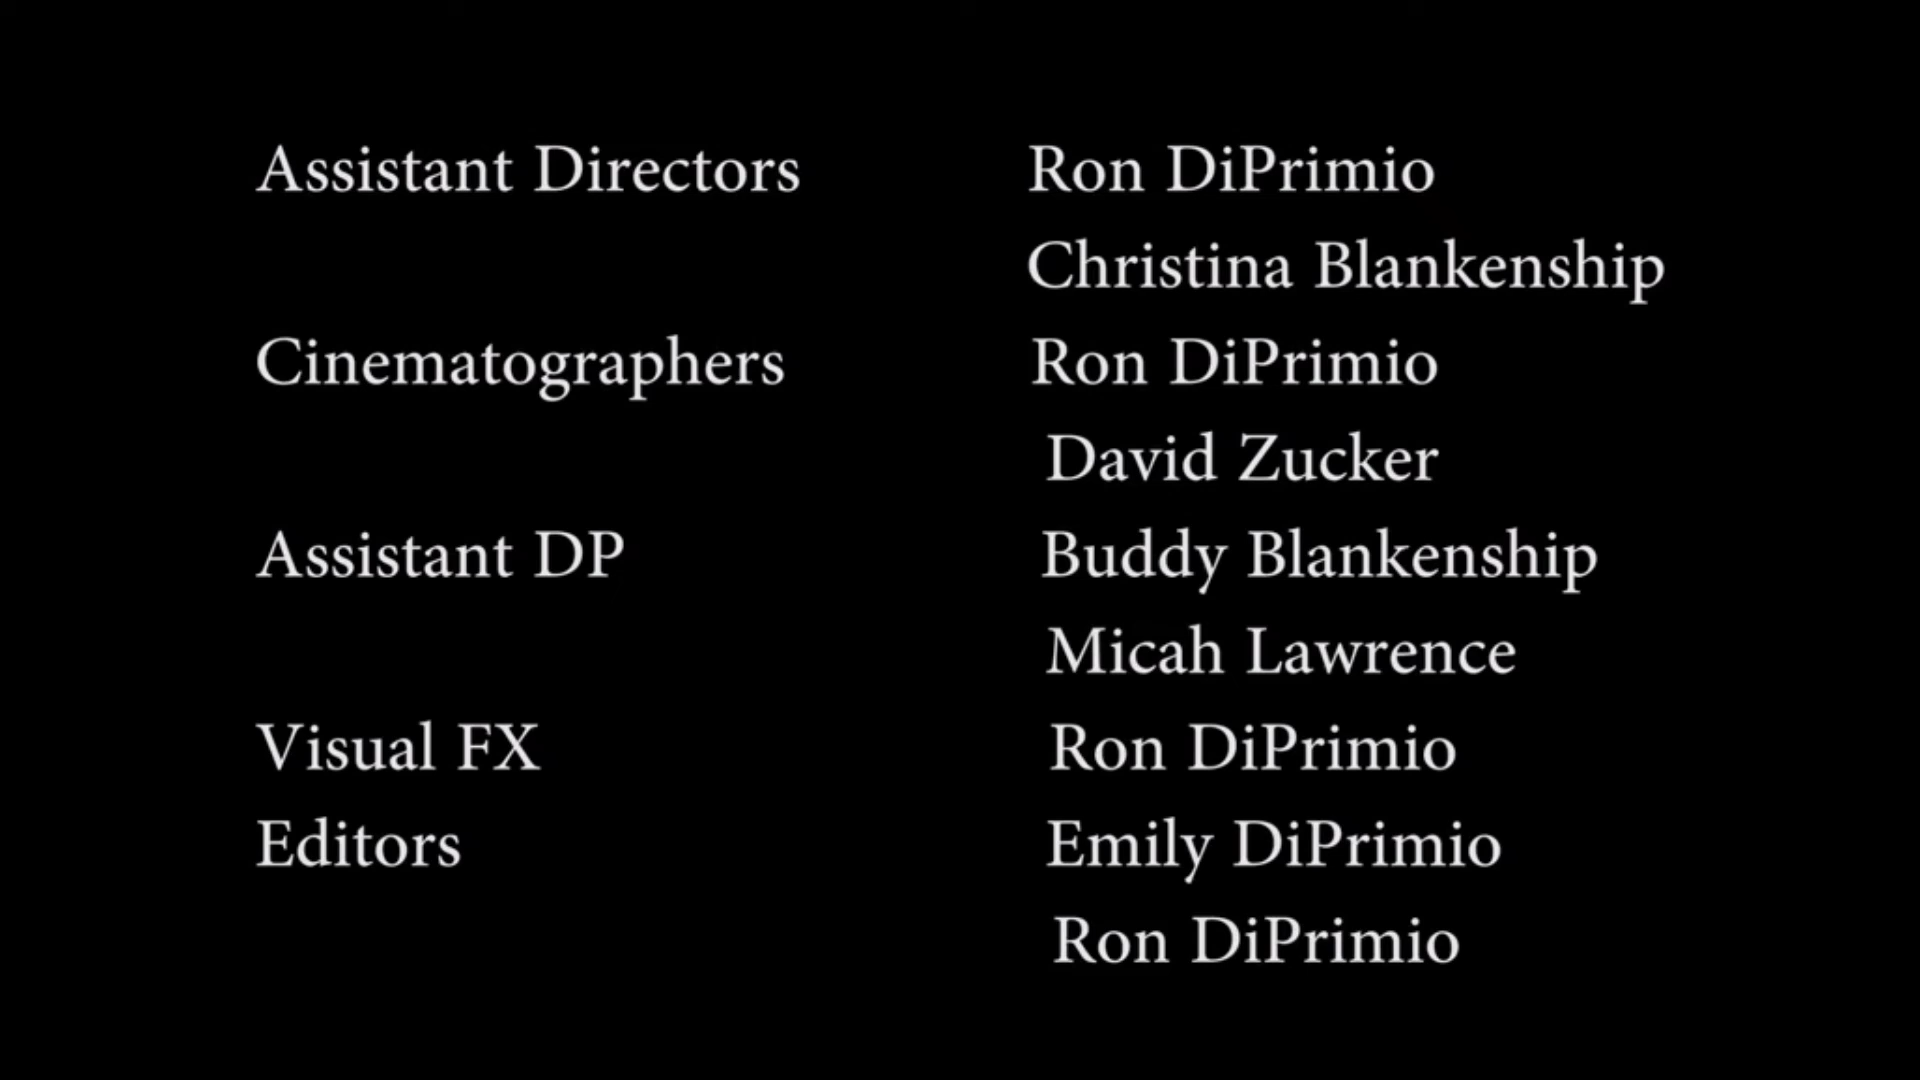 Assistant Directors Ron DiPrimio
Christina Blankenship
Cinematographers Ron DiPrimio
David Zucker
Assistant DP Buddy Blankenship
Micah Lawrence
Visual FX Ron DiPrimio
Editors Emily DiPrimio
Ron DiPrimio